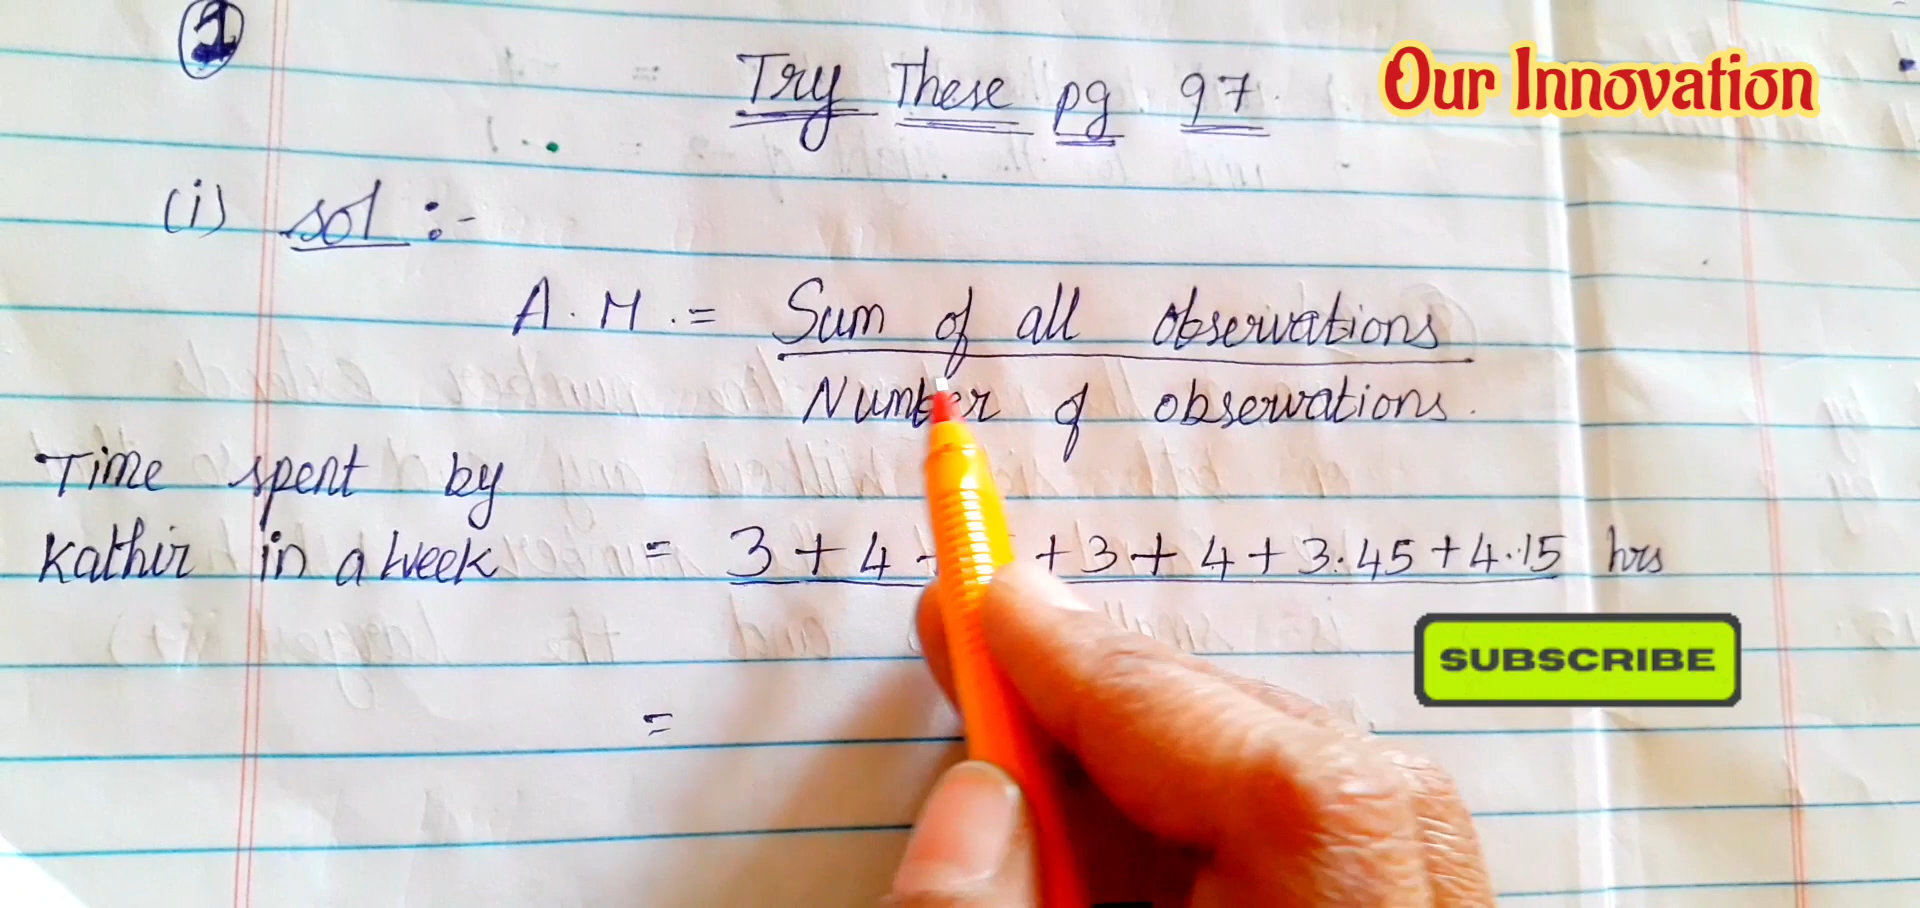 1
Try These pg 97.
Our Innovation
(i) sol :-
A.M. = Sum of all observations
Number of observations.
Time spent by
Kathir in a week = 3 + 4 + + 3 + 4 + 3.45 + 4.15 hrs
SUBSCRIBE
=